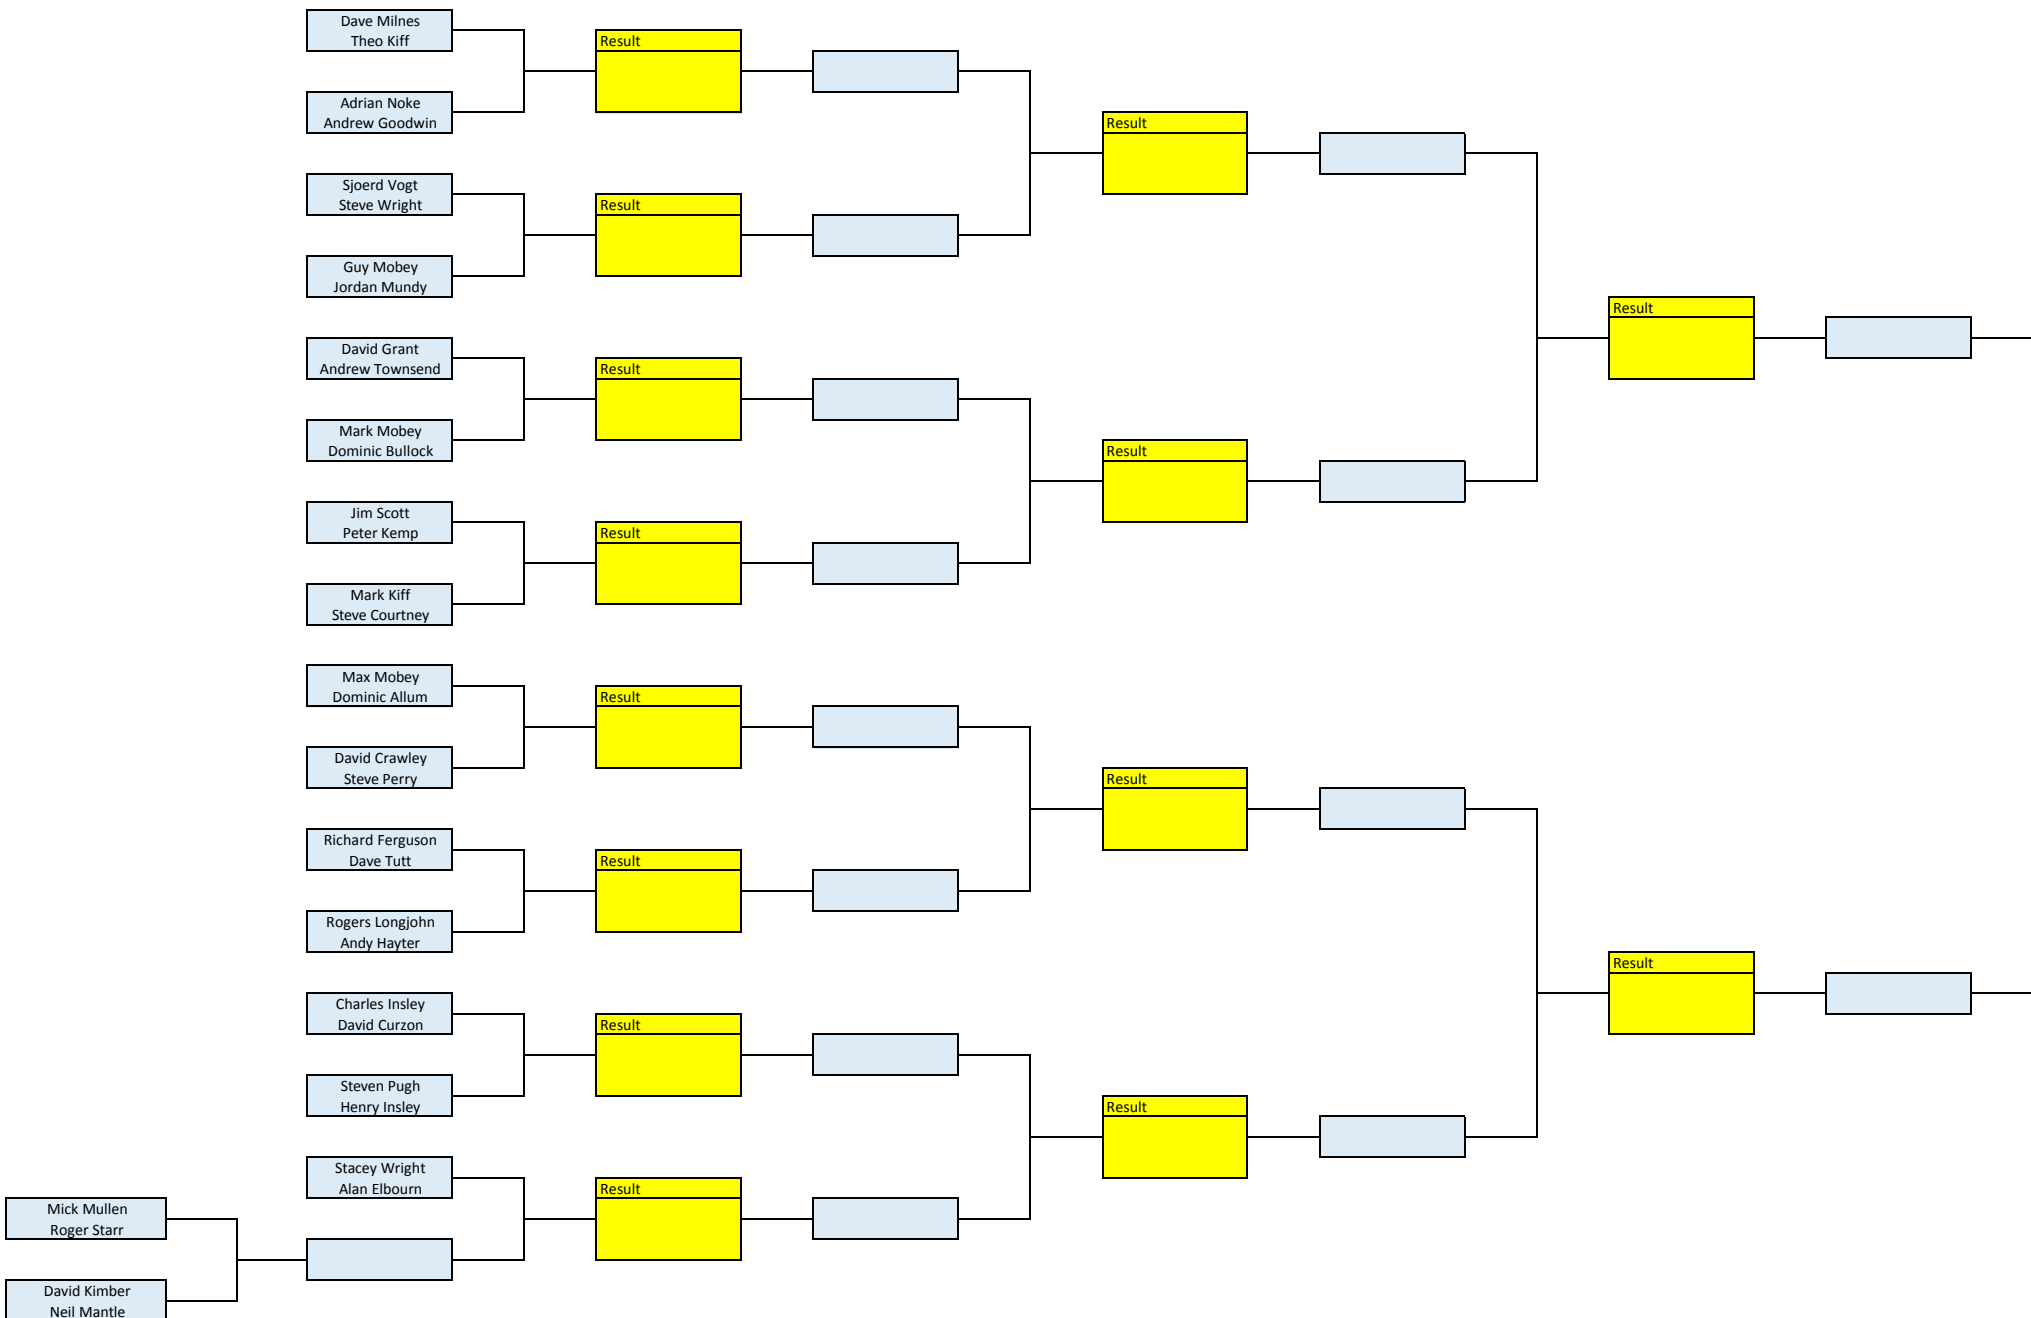 Dave Milnes
Theo Kiff
Result
Adrian Noke
Andrew Goodwin
Result
Sjoerd Vogt
Steve Wright
Result
Guy Mobey
Jordan Mundy
Result
David Grant
Andrew Townsend
Result
Mark Mobey
Dominic Bullock
Result
Jim Scott
Peter Kemp
Result
Mark Kiff
Steve Courtney
Max Mobey
Dominic Allum
Result
David Crawley
Steve Perry
Result
Richard Ferguson
Dave Tutt
Result
Rogers Longjohn
Andy Hayter
Result
Charles Insley
David Curzon
Result
Steven Pugh
Henry Insley
Result
Stacey Wright
Alan Elbourn
Result
Mick Mullen
Roger Starr
David Kimber
Neil Mantle